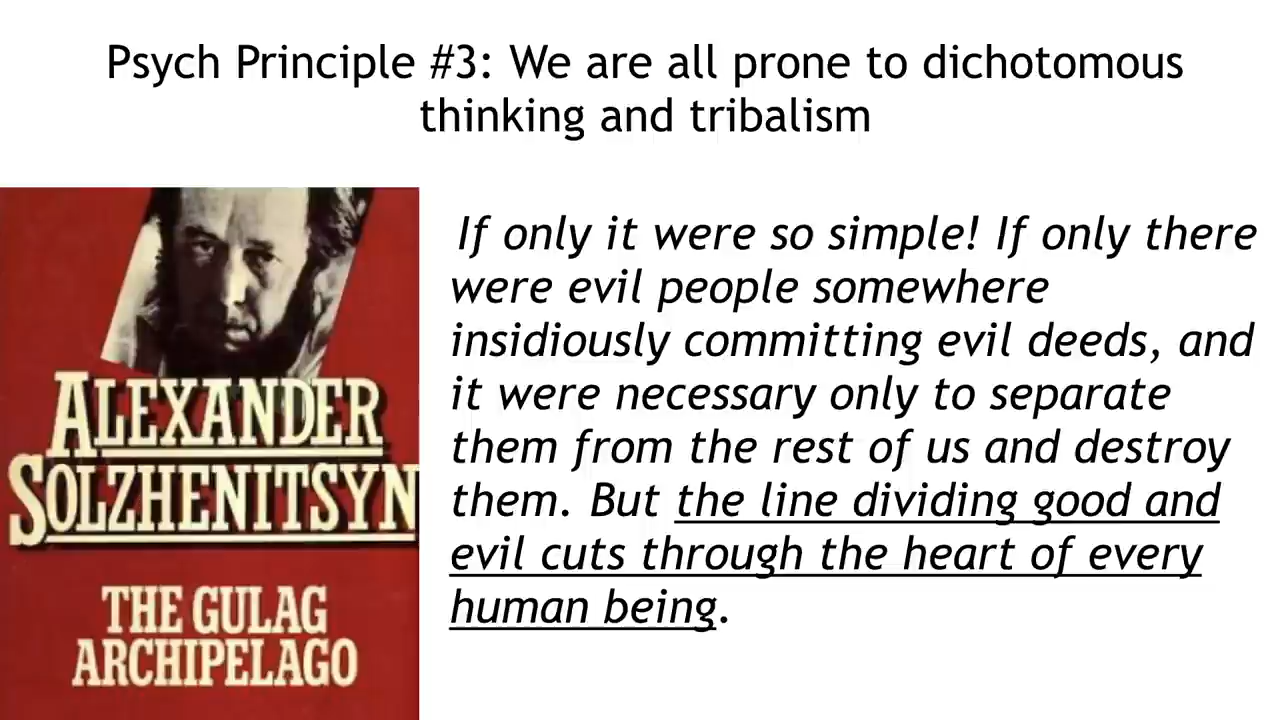 Psych Principle #3: We are all prone to dichotomous
thinking and tribalism
ALEXANDER
SOLZHENITSYN
THE GULAG
ARCHIPELAGO
If only it were so simple! If only there
were evil people somewhere
insidiously committing evil deeds, and
it were necessary only to separate
them from the rest of us and destroy
them. But the line dividing good and
evil cuts through the heart of every
human being.